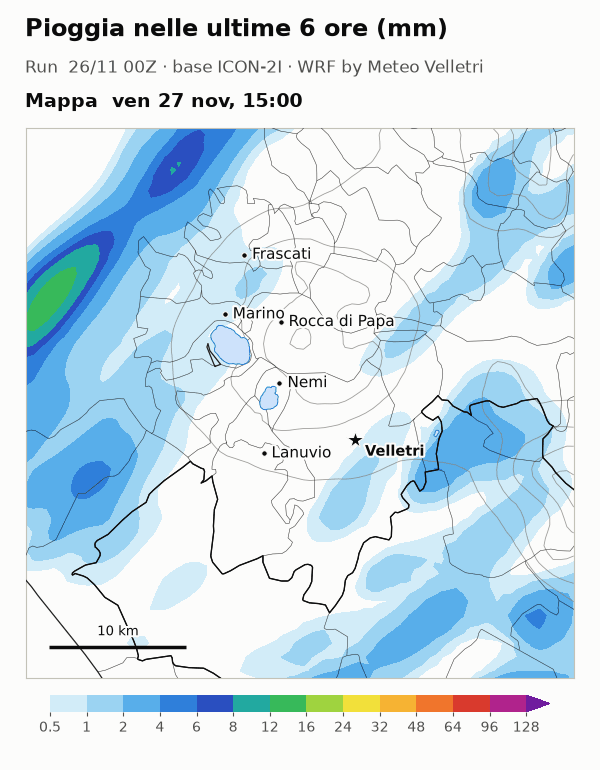 Pioggia nelle ultime 6 ore (mm)
Run 26/11 00Z · base ICON-2I · WRF by Meteo Velletri
Mappa ven 27 nov, 15:00
Frascati
Marino
Rocca di Papa
Nemi
Velletri
Lanuvio
10 km
0.5 1 2 4 6 8 12 16 24 32 48 64 96 128